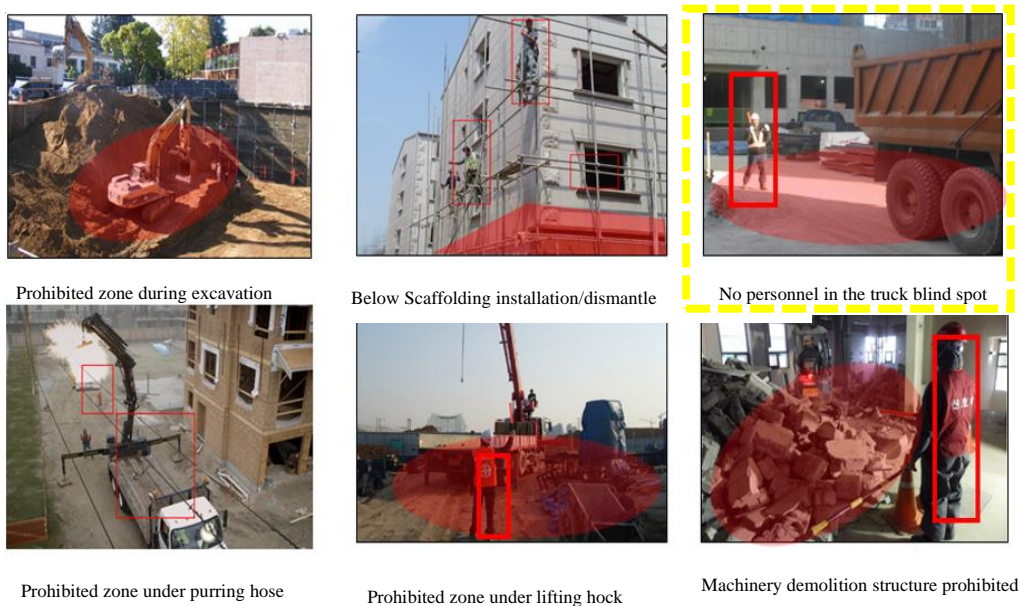 Prohibited zone during excavation
Below Scaffolding installation/dismantle
No personnel in the truck blind spot
Prohibited zone under purring hose
Prohibited zone under lifting hock
Machinery demolition structure prohibited